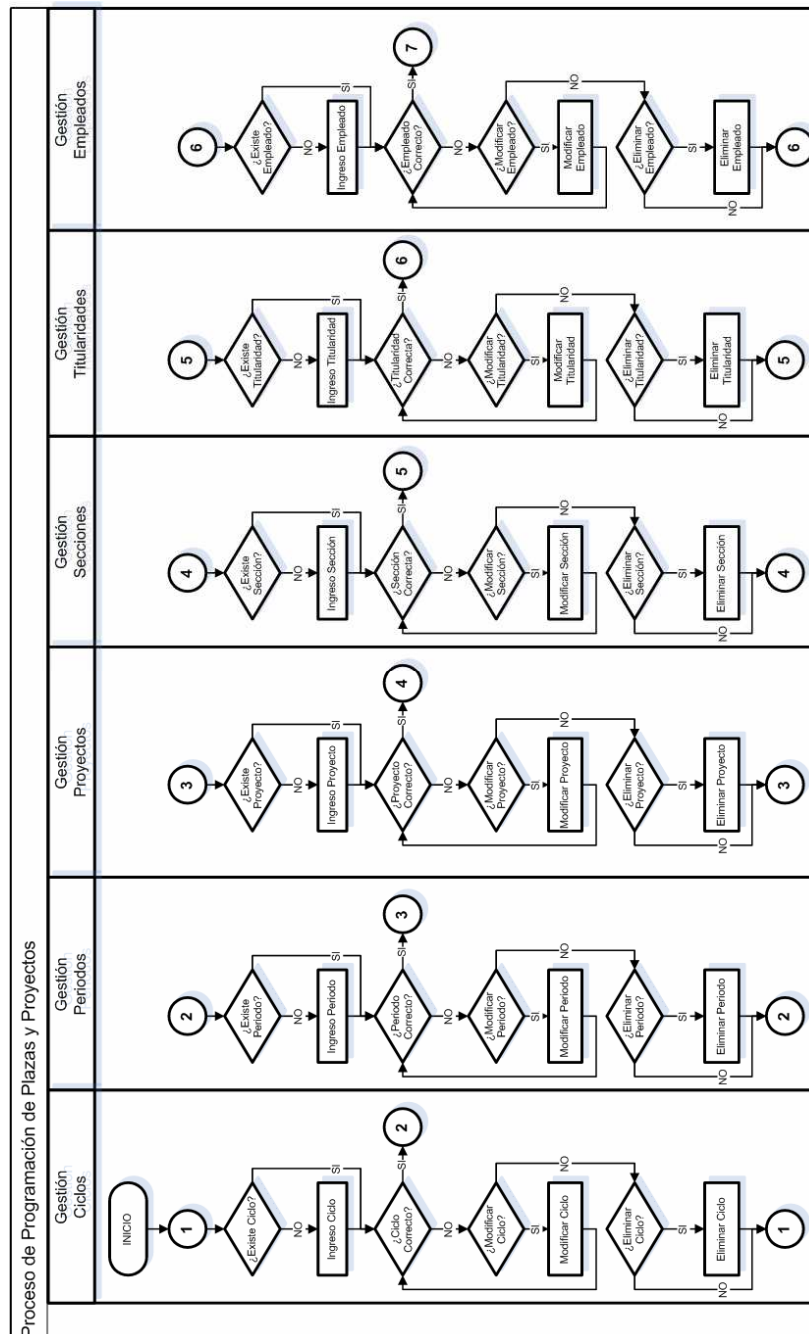 Proceso de Programación de Plazas y Proyectos
Gestión
Ciclos
INICIO
1
¿Existe Ciclo?
SI
NO
Ingreso Ciclo
¿Ciclo
Correcto?
SI
2
NO
¿Modificar
Ciclo?
NO
SI
Modificar Ciclo
¿Eliminar
Ciclo?
SI
NO
Eliminar Ciclo
1
Gestión
Períodos
2
¿Existe
Período?
SI
NO
Ingreso Período
¿Período
Correcto?
SI
3
NO
¿Modificar
Período?
NO
SI
Modificar Período
¿Eliminar
Período?
SI
NO
Eliminar Período
2
Gestión
Proyectos
3
¿Existe
Proyecto?
SI
NO
Ingreso Proyecto
¿Proyecto
Correcto?
SI
4
NO
¿Modificar
Proyecto?
NO
SI
Modificar Proyecto
¿Eliminar
Proyecto?
SI
NO
Eliminar Proyecto
3
Gestión
Secciones
4
¿Existe
Sección?
SI
NO
Ingreso Sección
¿Sección
Correcta?
SI
5
NO
¿Modificar
Sección?
NO
SI
Modificar Sección
¿Eliminar
Sección?
SI
NO
Eliminar Sección
4
Gestión
Titularidades
5
¿Existe
Titularidad?
SI
NO
Ingreso Titularidad
¿Titularidad
Correcta?
SI
6
NO
¿Modificar
Titularidad?
NO
SI
Modificar
Titularidad
¿Eliminar
Titularidad?
SI
NO
Eliminar
Titularidad
5
Gestión
Empleados
6
¿Existe
Empleado?
SI
NO
Ingreso Empleado
¿Empleado
Correcto?
SI
7
NO
¿Modificar
Empleado?
NO
SI
Modificar
Empleado
¿Eliminar
Empleado?
SI
NO
Eliminar
Empleado
6